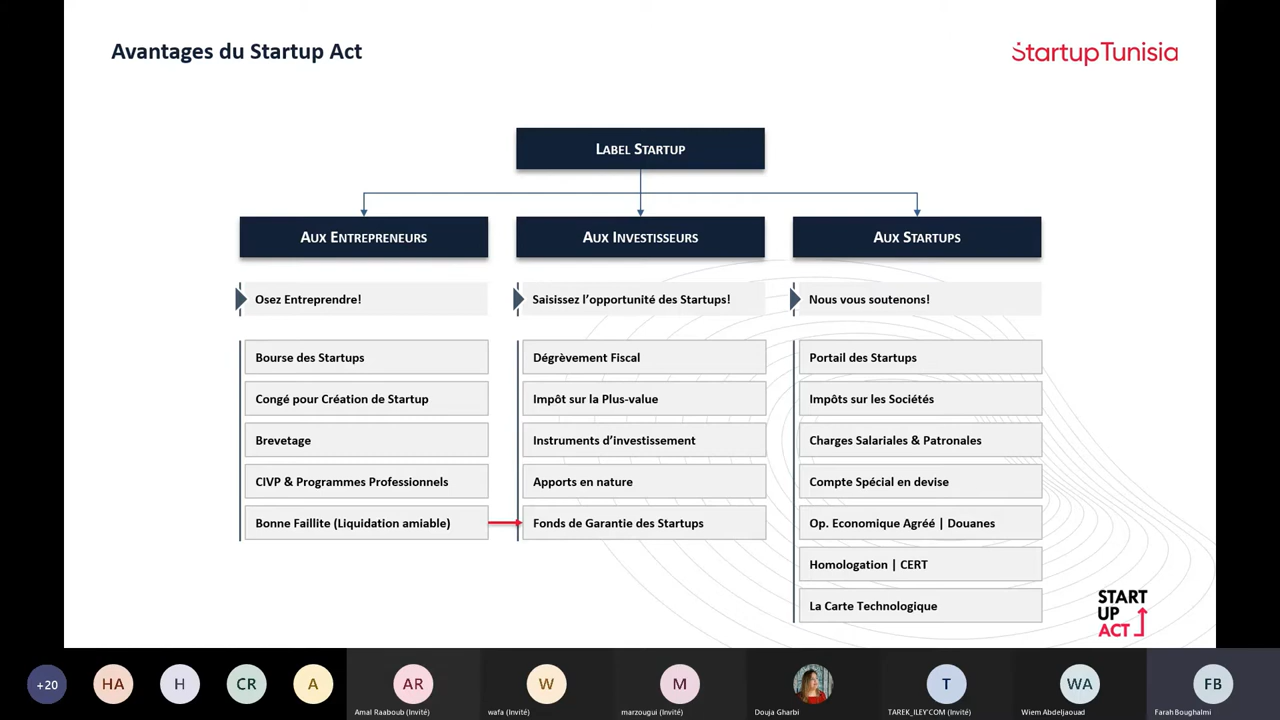 Avantages du Startup Act
StartupTunisia
LABEL STARTUP
AUX ENTREPRENEURS
Osez Entreprendre!
Bourse des Startups
Congé pour Création de Startup
Brevetage
CIVP & Programmes Professionnels
Bonne Faillite (Liquidation amiable)
AUX INVESTISSEURS
Saisissez l’opportunité des Startups!
Dégrèvement Fiscal
Impôt sur la Plus-value
Instruments d’investissement
Apports en nature
Fonds de Garantie des Startups
AUX STARTUPS
Nous vous soutenons!
Portail des Startups
Impôts sur les Sociétés
Charges Salariales & Patronales
Compte Spécial en devise
Op. Economique Agréé | Douanes
Homologation | CERT
La Carte Technologique
START
UP
ACT
+20
HA
H
CR
A
AR
Amal Raaboub (Invité)
W
wafa (Invité)
M
marzougui (Invité)
Douja Gharbi
T
TAREK_ILEY'COM (Invité)
WA
Wiem Abdeljaouad
FB
Farah Boughalmi